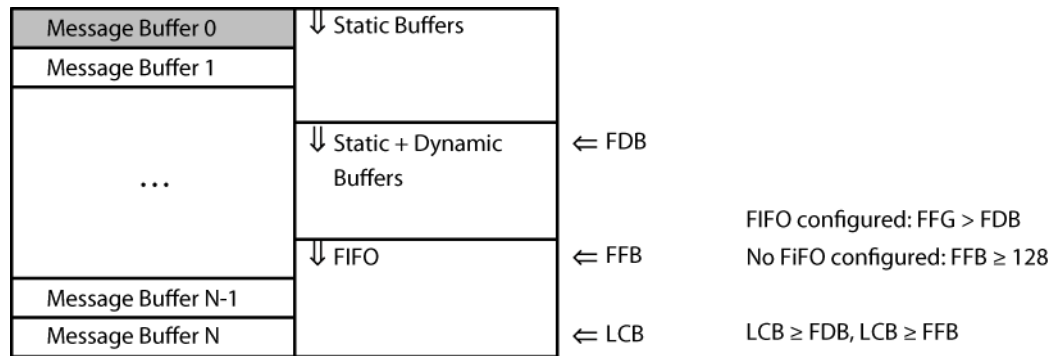 Message Buffer 0
⇓ Static Buffers
Message Buffer 1
...
⇓ Static + Dynamic
Buffers
⇐ FDB
FIFO configured: FFG > FDB
⇓ FIFO
⇐ FFB
No FiFO configured: FFB ≥ 128
Message Buffer N-1
Message Buffer N
⇐ LCB
LCB ≥ FDB, LCB ≥ FFB